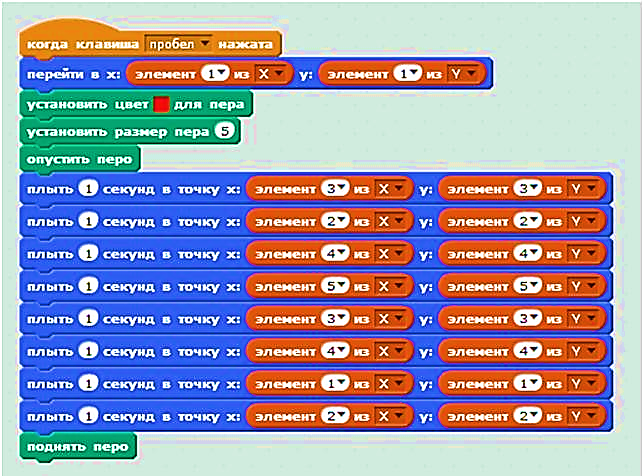 когда клавиша пробел нажата
перейти в x: элемент 1 из X y: элемент 1 из Y
установить цвет для пера
установить размер пера 5
опустить перо
плыть 1 секунд в точку x: элемент 3 из X y: элемент 3 из Y
плыть 1 секунд в точку x: элемент 2 из X y: элемент 2 из Y
плыть 1 секунд в точку x: элемент 4 из X y: элемент 4 из Y
плыть 1 секунд в точку x: элемент 5 из X y: элемент 5 из Y
плыть 1 секунд в точку x: элемент 3 из X y: элемент 3 из Y
плыть 1 секунд в точку x: элемент 4 из X y: элемент 4 из Y
плыть 1 секунд в точку x: элемент 1 из X y: элемент 1 из Y
плыть 1 секунд в точку x: элемент 2 из X y: элемент 2 из Y
поднять перо